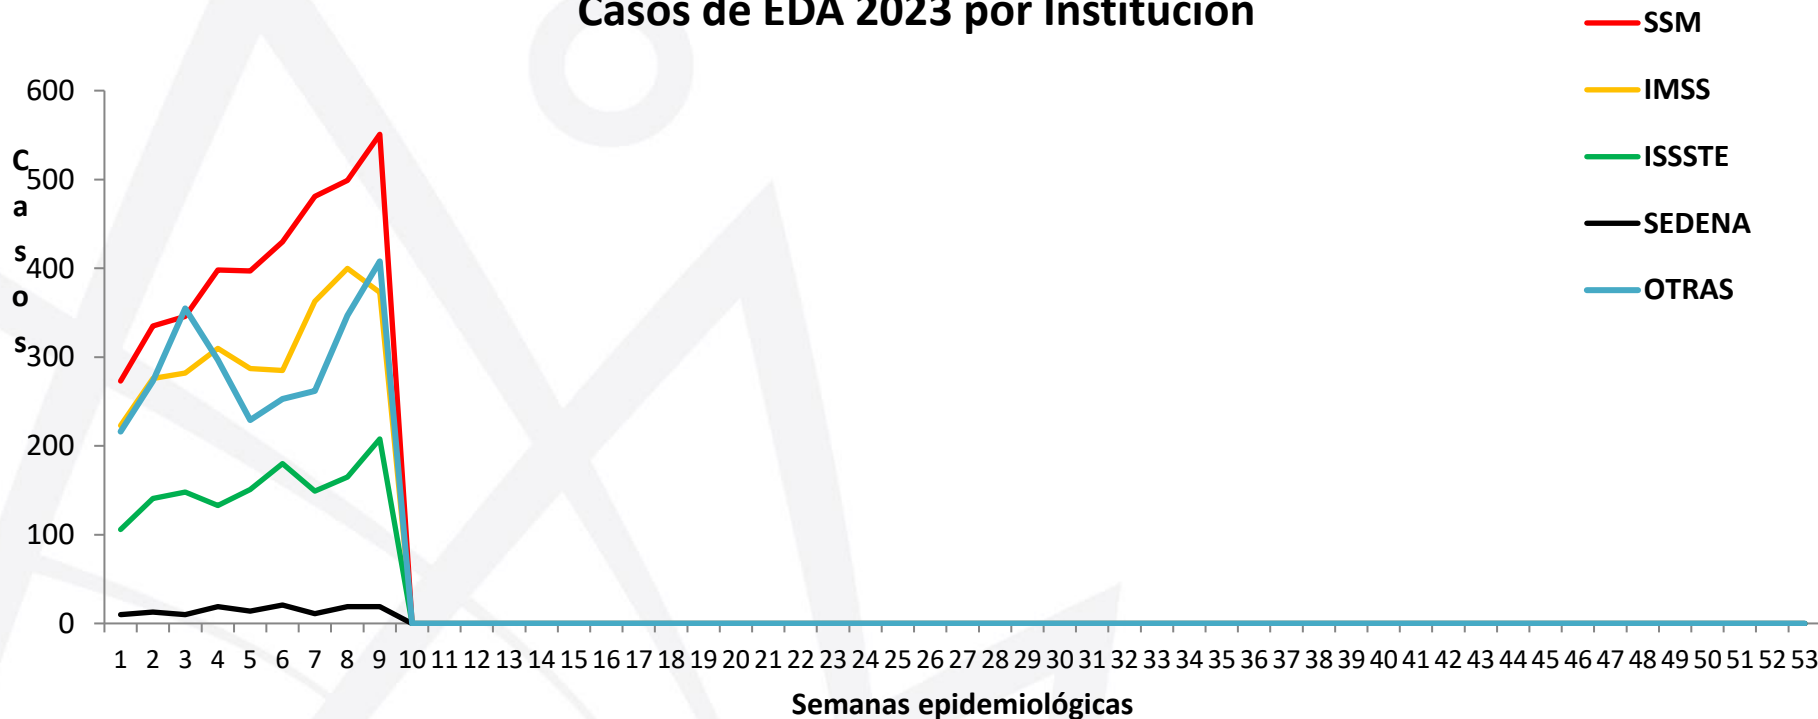 Casos de EDA 2023 por Institución
SSM
IMSS
ISSSTE
SEDENA
OTRAS
Casos
600
500
400
300
200
100
0
1 2 3 4 5 6 7 8 9 10 11 12 13 14 15 16 17 18 19 20 21 22 23 24 25 26 27 28 29 30 31 32 33 34 35 36 37 38 39 40 41 42 43 44 45 46 47 48 49 50 51 52 53
Semanas epidemiológicas